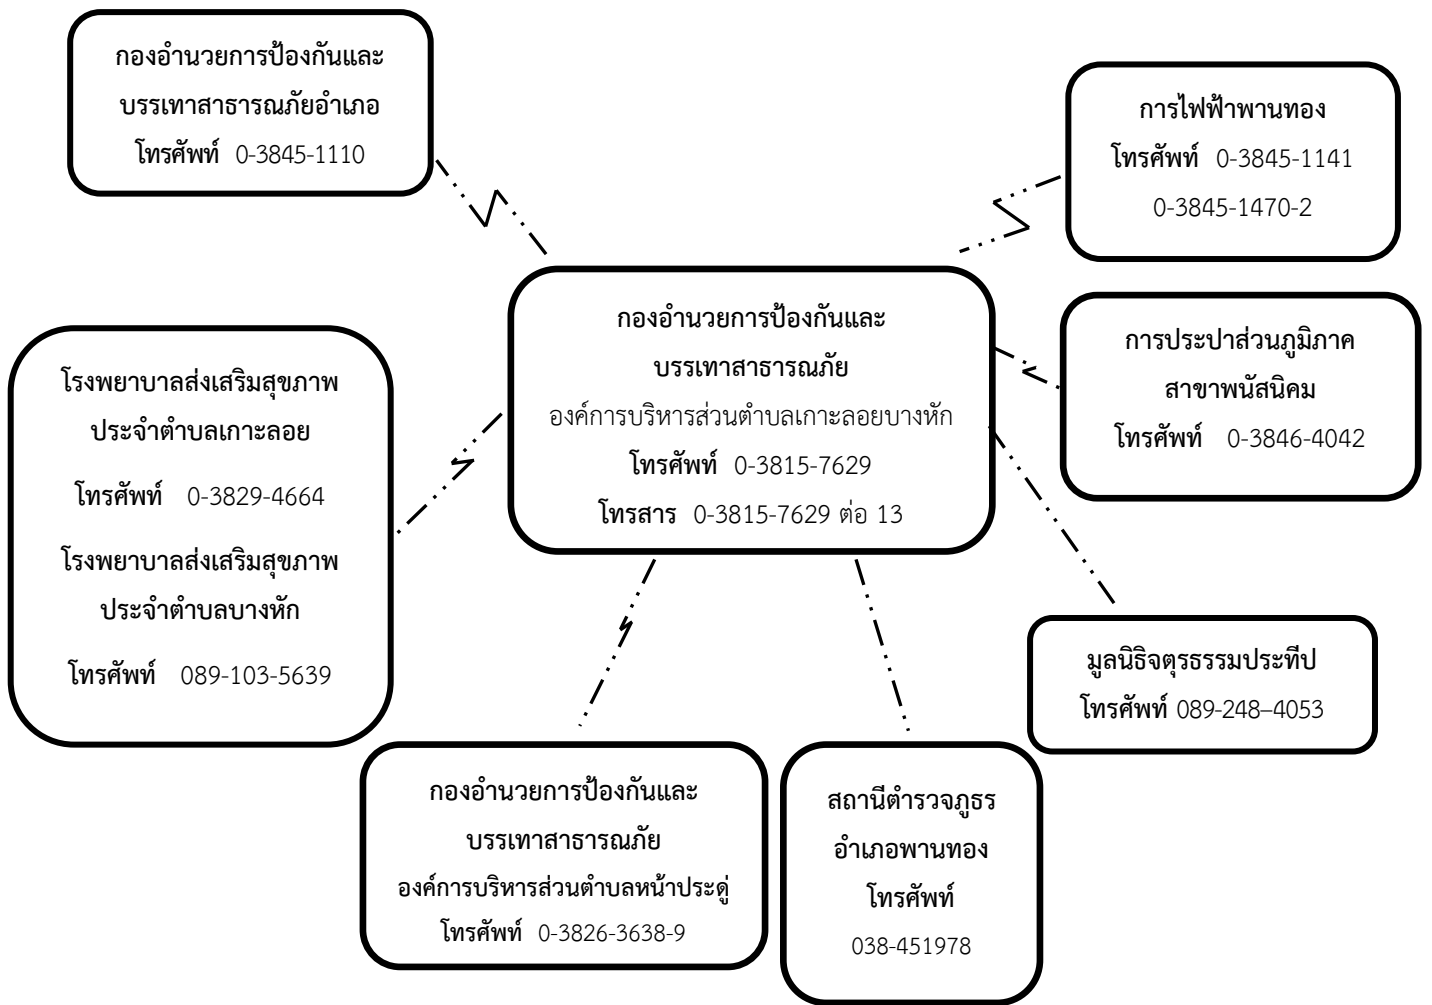 กองอำนวยการป้องกันและ
บรรเทาสาธารณภัยอำเภอ
โทรศัพท์ 0-3845-1110
การไฟฟ้าพานทอง
โทรศัพท์ 0-3845-1141
0-3845-1470-2
กองอำนวยการป้องกันและ
บรรเทาสาธารณภัย
องค์การบริหารส่วนตำบลเกาะลอยบางหัก
โทรศัพท์ 0-3815-7629
โทรสาร 0-3815-7629 ต่อ 13
การประปาส่วนภูมิภาค
สาขาพนัสนิคม
โทรศัพท์ 0-3846-4042
โรงพยาบาลส่งเสริมสุขภาพ
ประจำตำบลเกาะลอย
โทรศัพท์ 0-3829-4664
โรงพยาบาลส่งเสริมสุขภาพ
ประจำตำบลบางหัก
โทรศัพท์ 089-103-5639
มูลนิธิจตุรธรรมประทีป
โทรศัพท์ 089-248–4053
กองอำนวยการป้องกันและ
บรรเทาสาธารณภัย
องค์การบริหารส่วนตำบลหน้าประดู่
โทรศัพท์ 0-3826-3638-9
สถานีตำรวจภูธร
อำเภอพานทอง
โทรศัพท์
038-451978